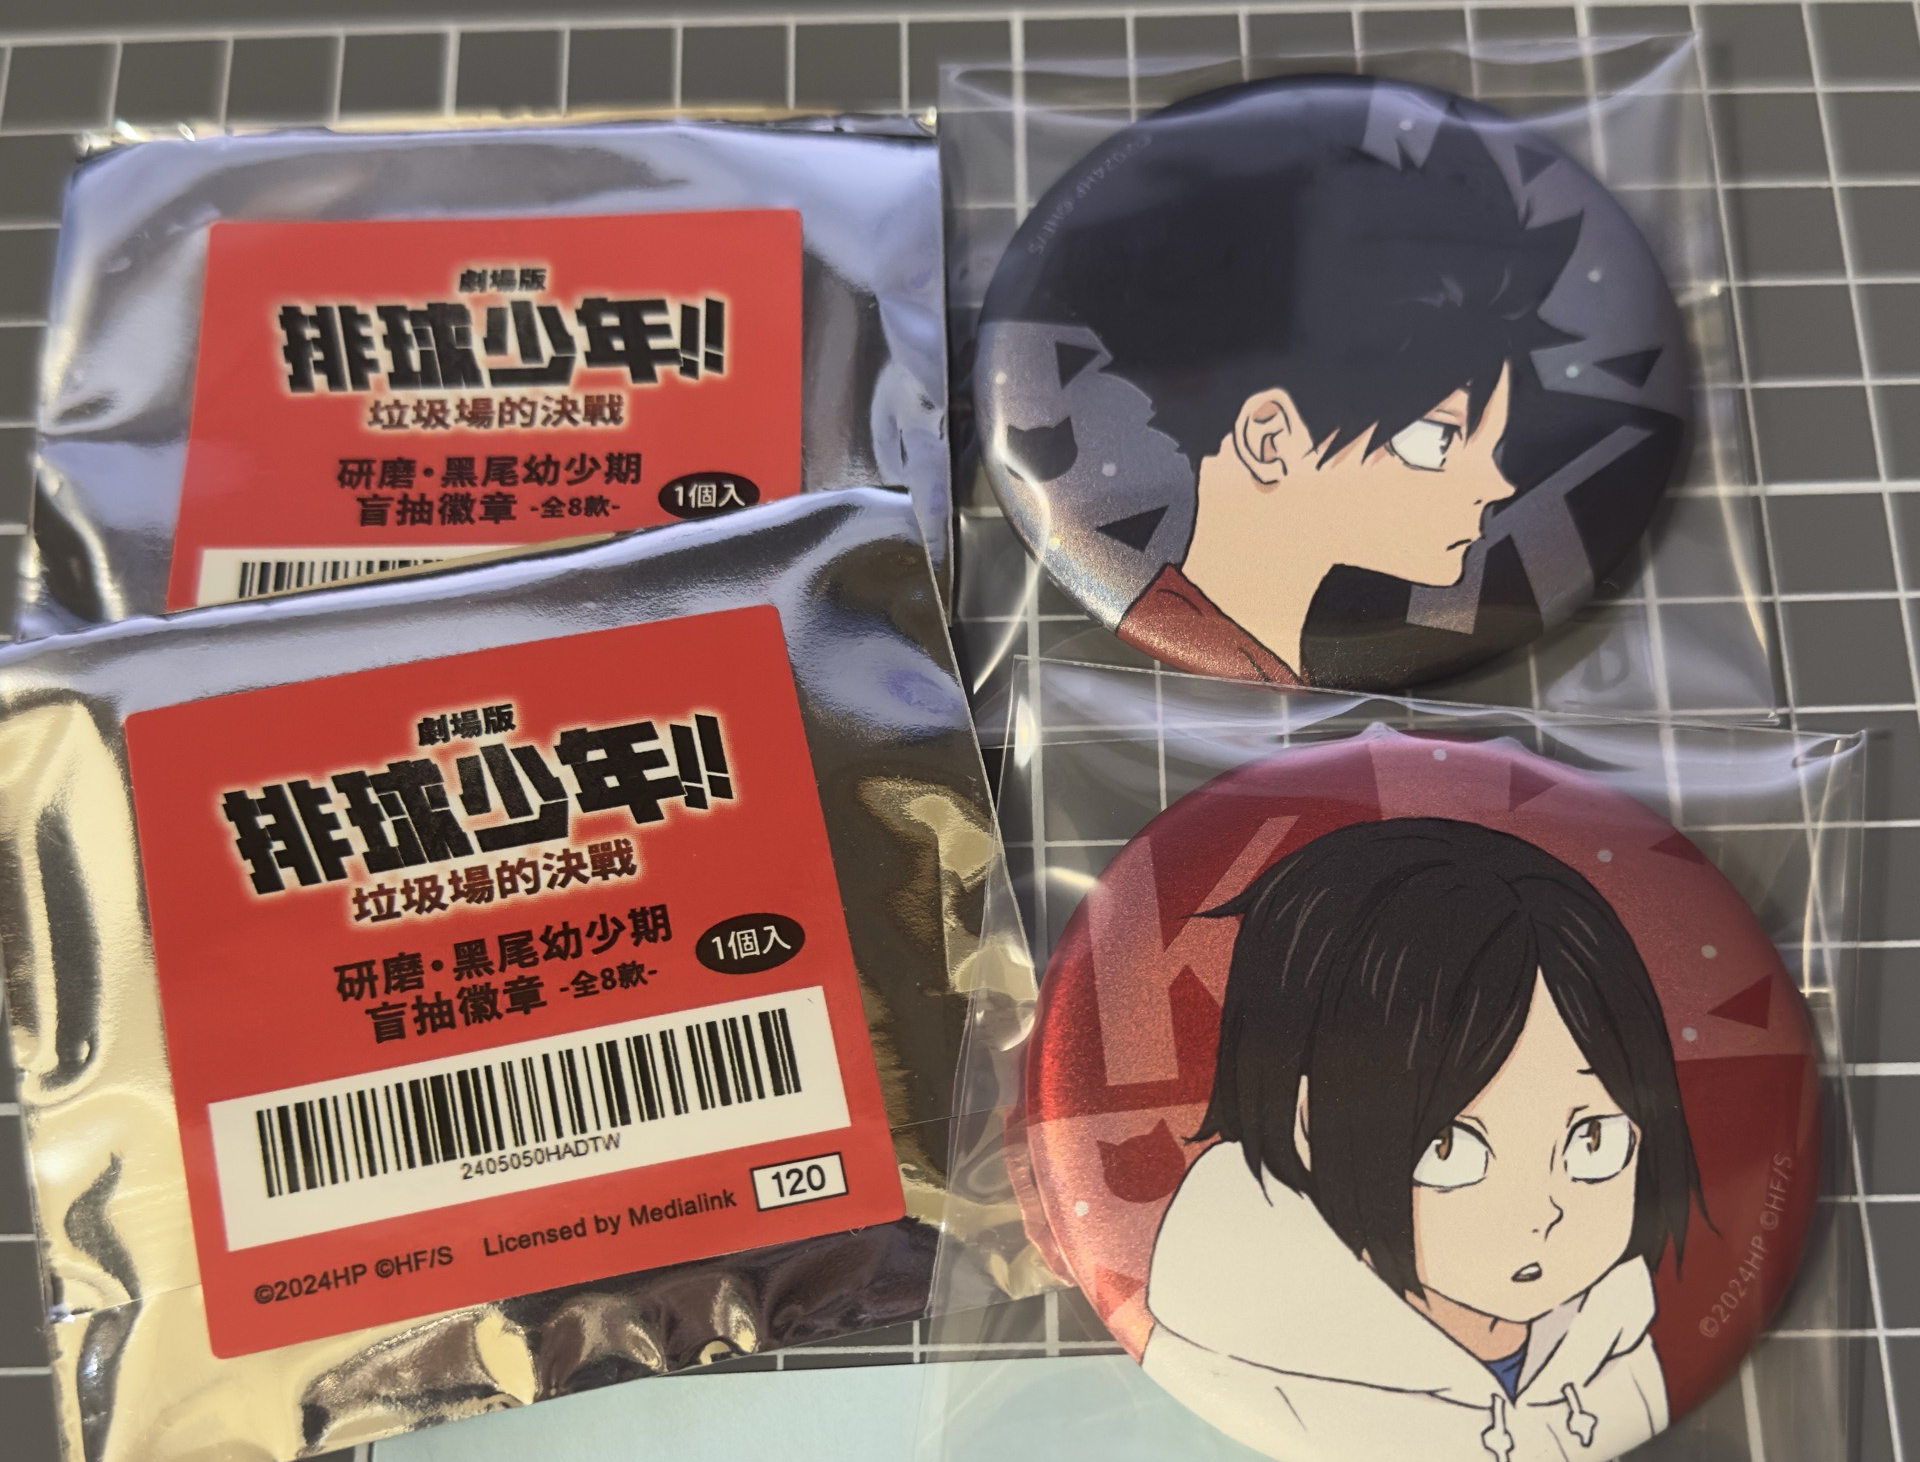 劇場版
排球少年!!
垃圾場的決戰
研磨・黑尾幼少期
盲抽徽章 -全8款-
1個入
劇場版
排球少年!!
垃圾場的決戰
研磨・黑尾幼少期
盲抽徽章 -全8款-
1個入
2405050HADTW
©2024HP ©HF/S Licensed by Medialink
120
©2024HP ©HF/S
K
©2024HP ©HF/S